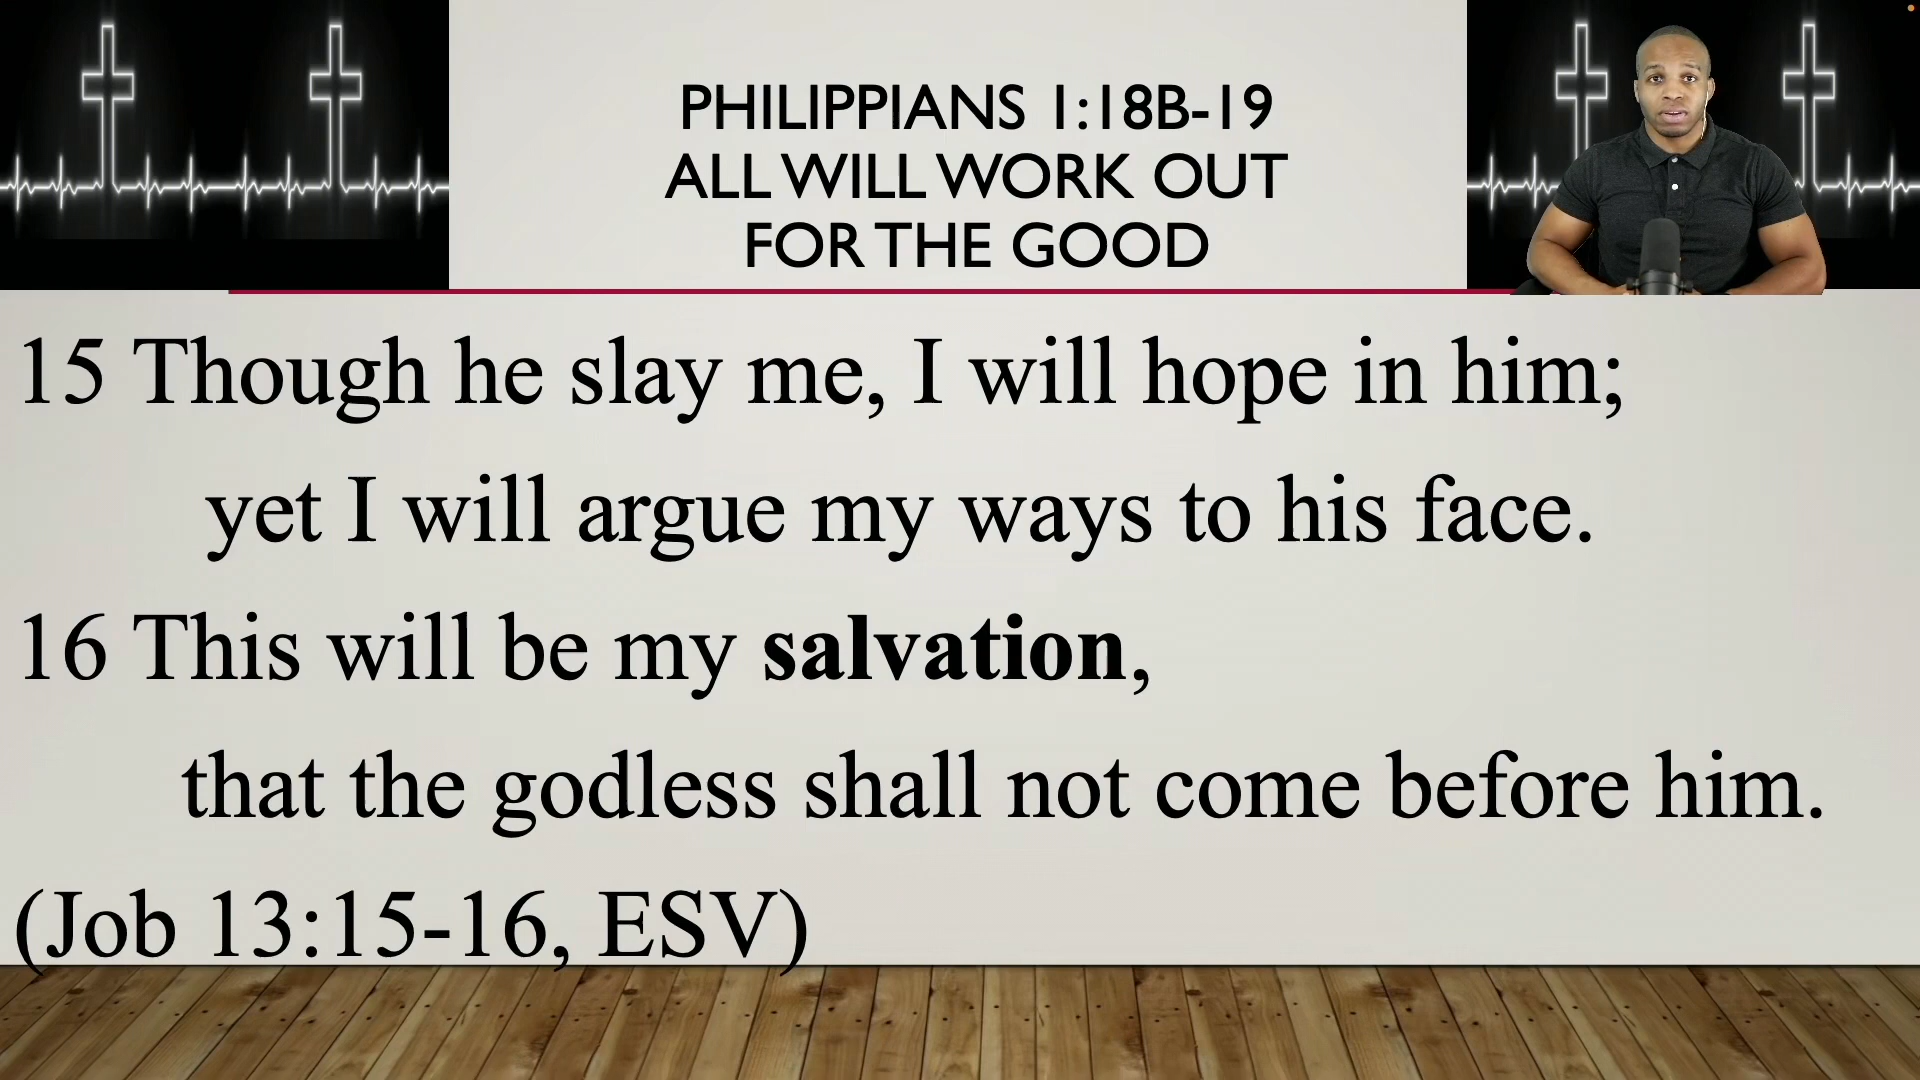 PHILIPPIANS 1:18B-19
ALL WILL WORK OUT
FOR THE GOOD
15 Though he slay me, I will hope in him;
yet I will argue my ways to his face.
16 This will be my salvation,
that the godless shall not come before him.
(Job 13:15-16, ESV)